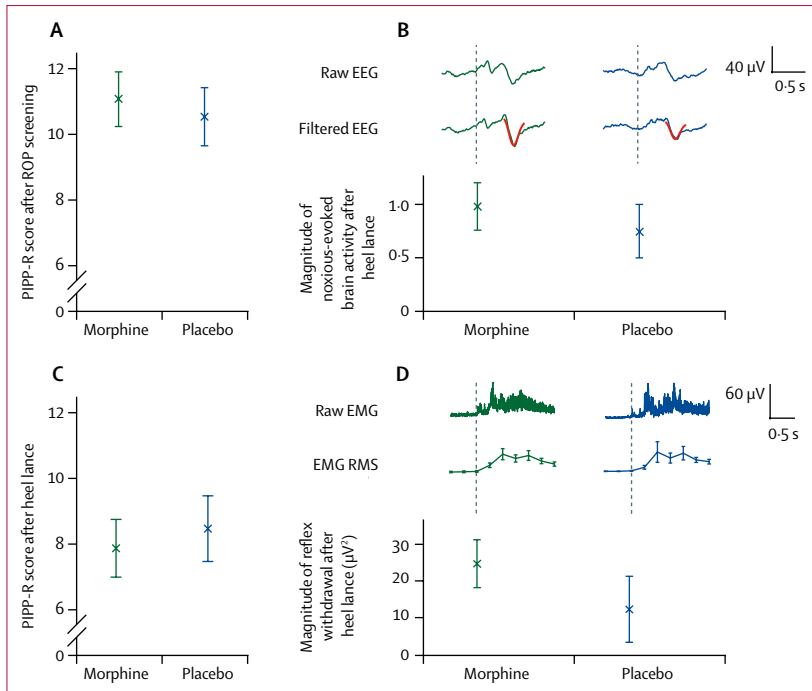 A
PIPP-R score after ROP screening
12
10
8
6
0
Morphine
Placebo
B
Raw EEG
40 µV
0·5 s
Filtered EEG
Magnitude of
noxious-evoked
brain activity after
heel lance
1·0
0·5
0
Morphine
Placebo
C
PIPP-R score after heel lance
12
10
8
6
0
Morphine
Placebo
D
Raw EMG
60 µV
0·5 s
EMG RMS
Magnitude of reflex
withdrawal after
heel lance (µV²)
30
20
10
0
Morphine
Placebo